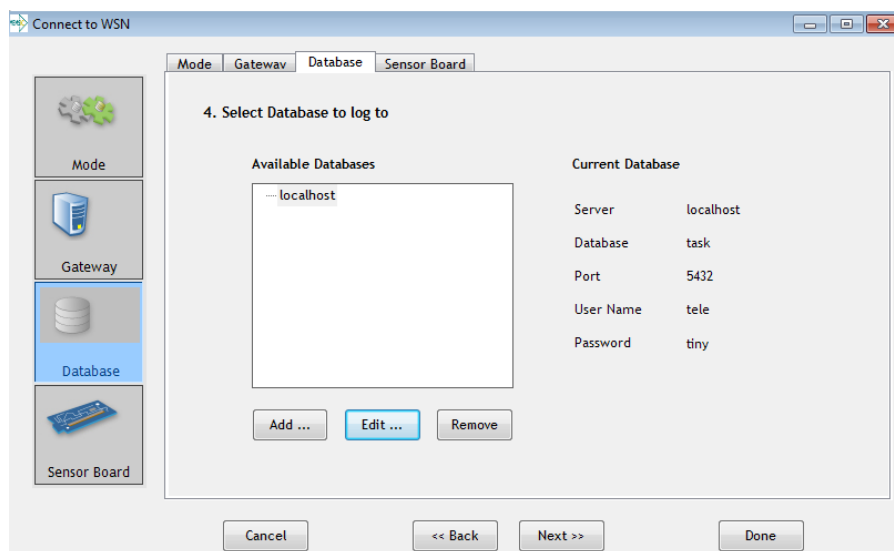 Connect to WSN
Mode Gateway Database Sensor Board
4. Select Database to log to
Mode
Available Databases
Current Database
localhost
Server localhost
Gateway
Database task
Port 5432
User Name tele
Password tiny
Database
Add ... Edit ... Remove
Sensor Board
Cancel << Back Next >> Done